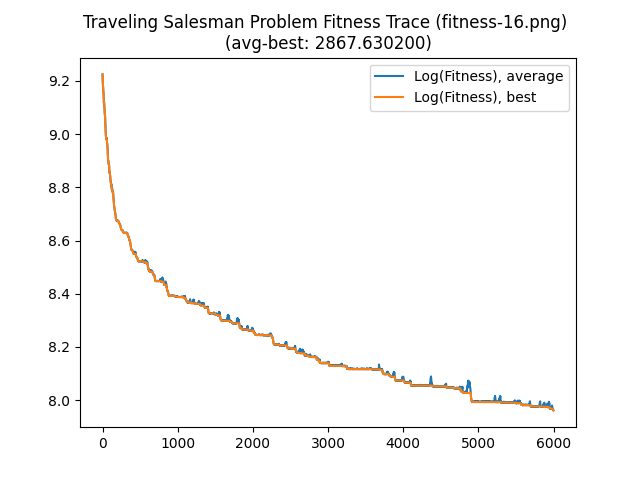 Traveling Salesman Problem Fitness Trace (fitness-16.png)
(avg-best: 2867.630200)
Log(Fitness), average
Log(Fitness), best
9.2
9.0
8.8
8.6
8.4
8.2
8.0
0 1000 2000 3000 4000 5000 6000